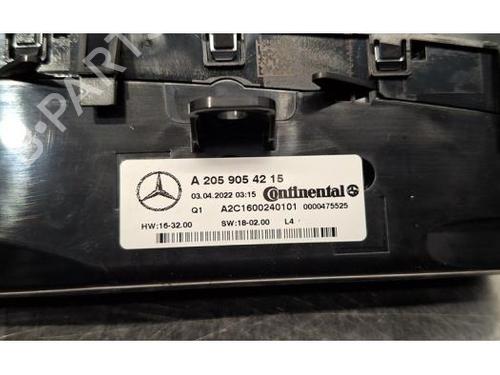 A 205 905 42 15
03.04.2022 03:15 Continental
Q1 A2C1600240101 0000475525
HW:16-32.00 SW:18-02.00 L4
B-PARTS